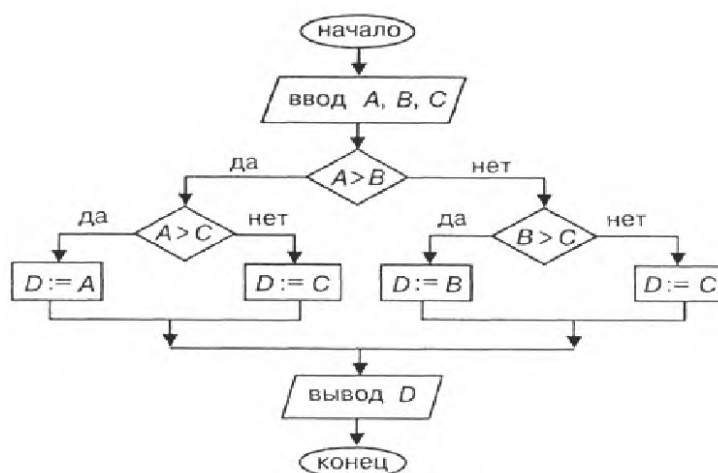 начало
ввод A, B, C
да A > B нет
да A > C нет да B > C нет
D := A D := C D := B D := C
вывод D
конец